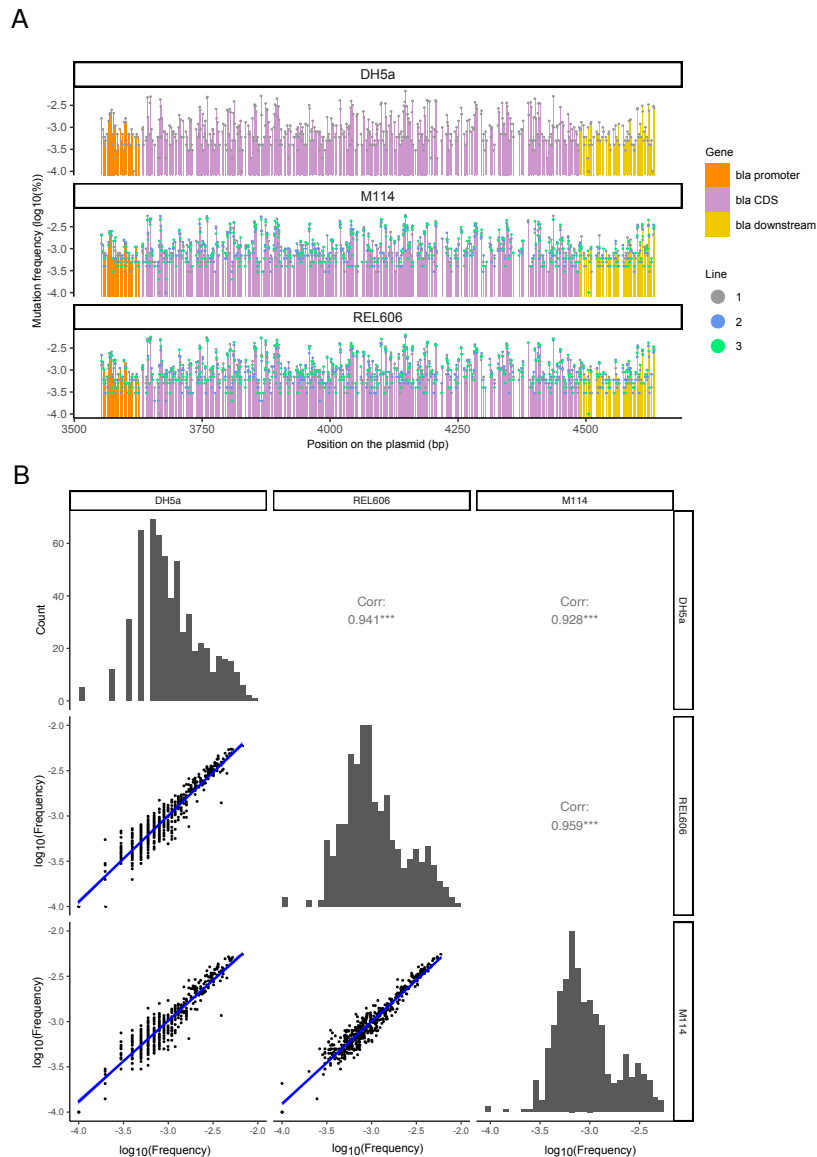 A
DH5a
-2.5
-3.0
-3.5
-4.0
M114
-2.5
-3.0
-3.5
-4.0
REL606
-2.5
-3.0
-3.5
-4.0
3500 3750 4000 4250 4500
Position on the plasmid (bp)
Mutation frequency (log10(%))
Gene
bla promoter
bla CDS
bla downstream
Line
1
2
3
B
DH5a REL606 M114
60
40
20
0
Count
Corr:
0.941***
Corr:
0.928***
DH5a
-2.0
-2.5
-3.0
-3.5
-4.0
log10(Frequency)
Corr:
0.959***
REL606
-2.0
-2.5
-3.0
-3.5
-4.0
log10(Frequency)
M114
-4.0 -3.5 -3.0 -2.5 -2.0 -4.0 -3.5 -3.0 -2.5 -2.0 -4.0 -3.5 -3.0 -2.5
log10(Frequency) log10(Frequency) log10(Frequency)